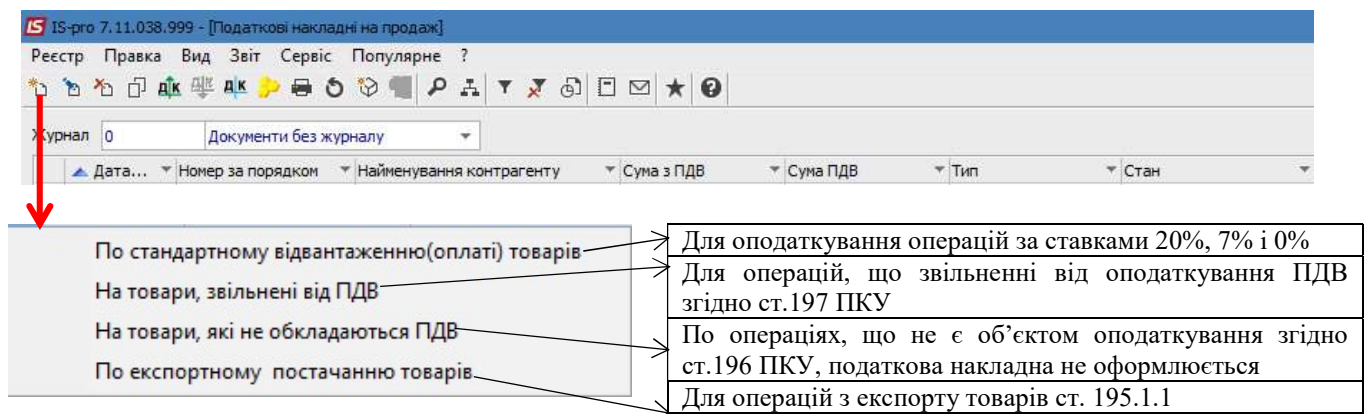 IS-pro 7.11.038.999 - [Податкові накладні на продаж]
Реєстр Правка Вид Звіт Сервіс Популярне ?
Журнал 0 Документи без журналу
Дата... Номер за порядком Найменування контрагенту Сума з ПДВ Сума ПДВ Тип Стан
По стандартному відвантаженню(оплаті) товарів
На товари, звільнені від ПДВ
На товари, які не обкладаються ПДВ
По експортному постачанню товарів
Для оподаткування операцій за ставками 20%, 7% і 0%
Для операцій, що звільненні від оподаткування ПДВ
згідно ст.197 ПКУ
По операціях, що не є об’єктом оподаткування згідно
ст.196 ПКУ, податкова накладна не оформлюється
Для операцій з експорту товарів ст. 195.1.1